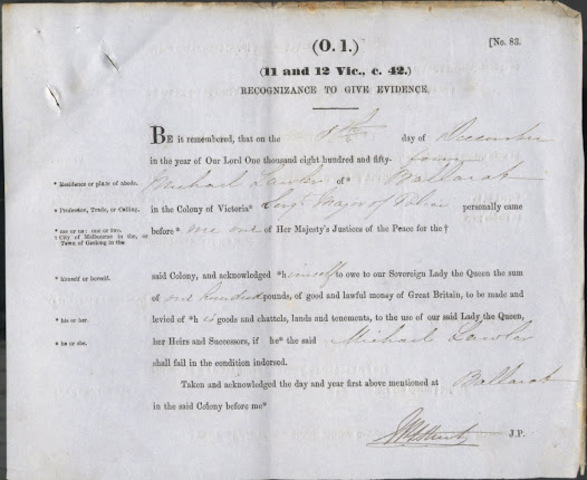 (O. 1.)
[No. 83.
(11 and 12 Vic., c. 42.)
RECOGNIZANCE TO GIVE EVIDENCE.
BE is remembered, that on the 8th day of December
in the year of Our Lord One thousand eight hundred and fifty-four
* Residence or place of abode.
Michael Lawler of * Ballarat
* Profession, Trade, or Calling.
in the Colony of Victoria* Sergt Major of Police personally came
* me or us: one or two.
before* me one of Her Majesty's Justices of the Peace for the†
† City of Melbourne in the, or
Town of Geelong in the
* himself or herself.
said Colony, and acknowledged *himself to owe to our Sovereign Lady the Queen the sum
of one hundred pounds, of good and lawful money of Great Britain, to be made and
* his or her.
levied of *his goods and chattels, lands and tenements, to the use of our said Lady the Queen,
* he or she.
her Heirs and Successors, if he* the said Michael Lawler
shall fail in the condition indorsed.
Taken and acknowledged the day and year first above mentioned at Ballarat
in the said Colony before me*
J.P.